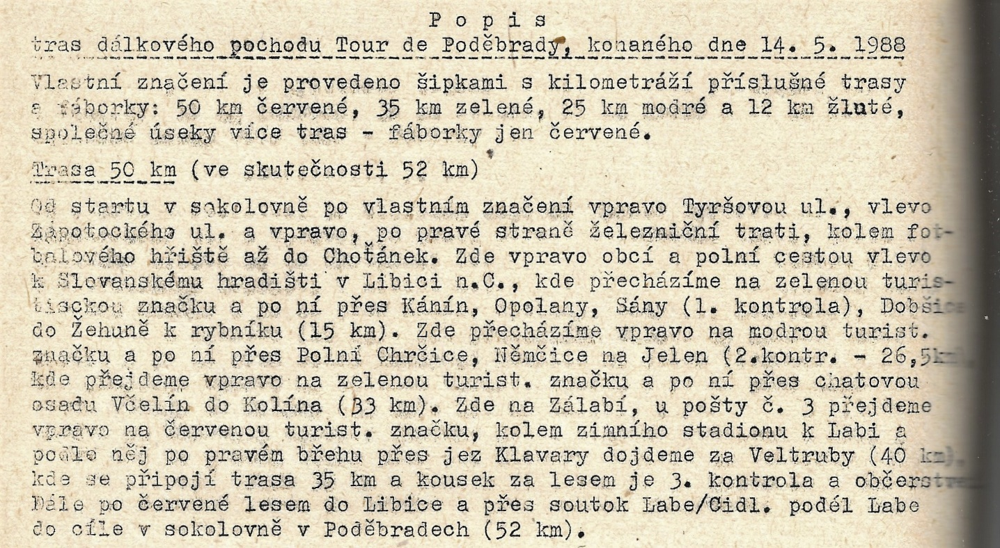 P o p i s
tras dálkového pochodu Tour de Poděbrady, konaného dne 14. 5. 1988
Vlastní značení je provedeno šipkami s kilometráží příslušné trasy
a fáborky: 50 km červené, 35 km zelené, 25 km modré a 12 km žluté,
společné úseky více tras - fáborky jen červené.
Trasa 50 km (ve skutečnosti 52 km)
Od startu v sokolovně po vlastním značení vpravo Tyršovou ul., vlevo
Zápotockého ul. a vpravo, po pravé straně železniční trati, kolem fot-
balového hřiště až do Choťánek. Zde vpravo obcí a polní cestou vlevo
k Slovanskému hradišti v Libici n.C., kde přecházíme na zelenou turis-
tisckou značku a po ní přes Kánín, Opolany, Sány (1. kontrola), Dobšice
do Žehuně k rybníku (15 km). Zde přecházíme vpravo na modrou turist.
značku a po ní přes Polní Chrčice, Němčice na Jelen (2.kontr. - 26,5km),
kde přejdeme vpravo na zelenou turist. značku a po ní přes chatovou
osadu Včelín do Kolína (33 km). Zde na Zálabí, u pošty č. 3 přejdeme
vpravo na červenou turist. značku, kolem zimního stadionu k Labi a
podle něj po pravém břehu přes jez Klavary dojdeme za Veltruby (40 km),
kde se připojí trasa 35 km a kousek za lesem je 3. kontrola a
Dále po červené lesem do Libice a přes soutok Labe/Cidl. podél Labe
do cíle v sokolovně v Poděbradech (52 km).